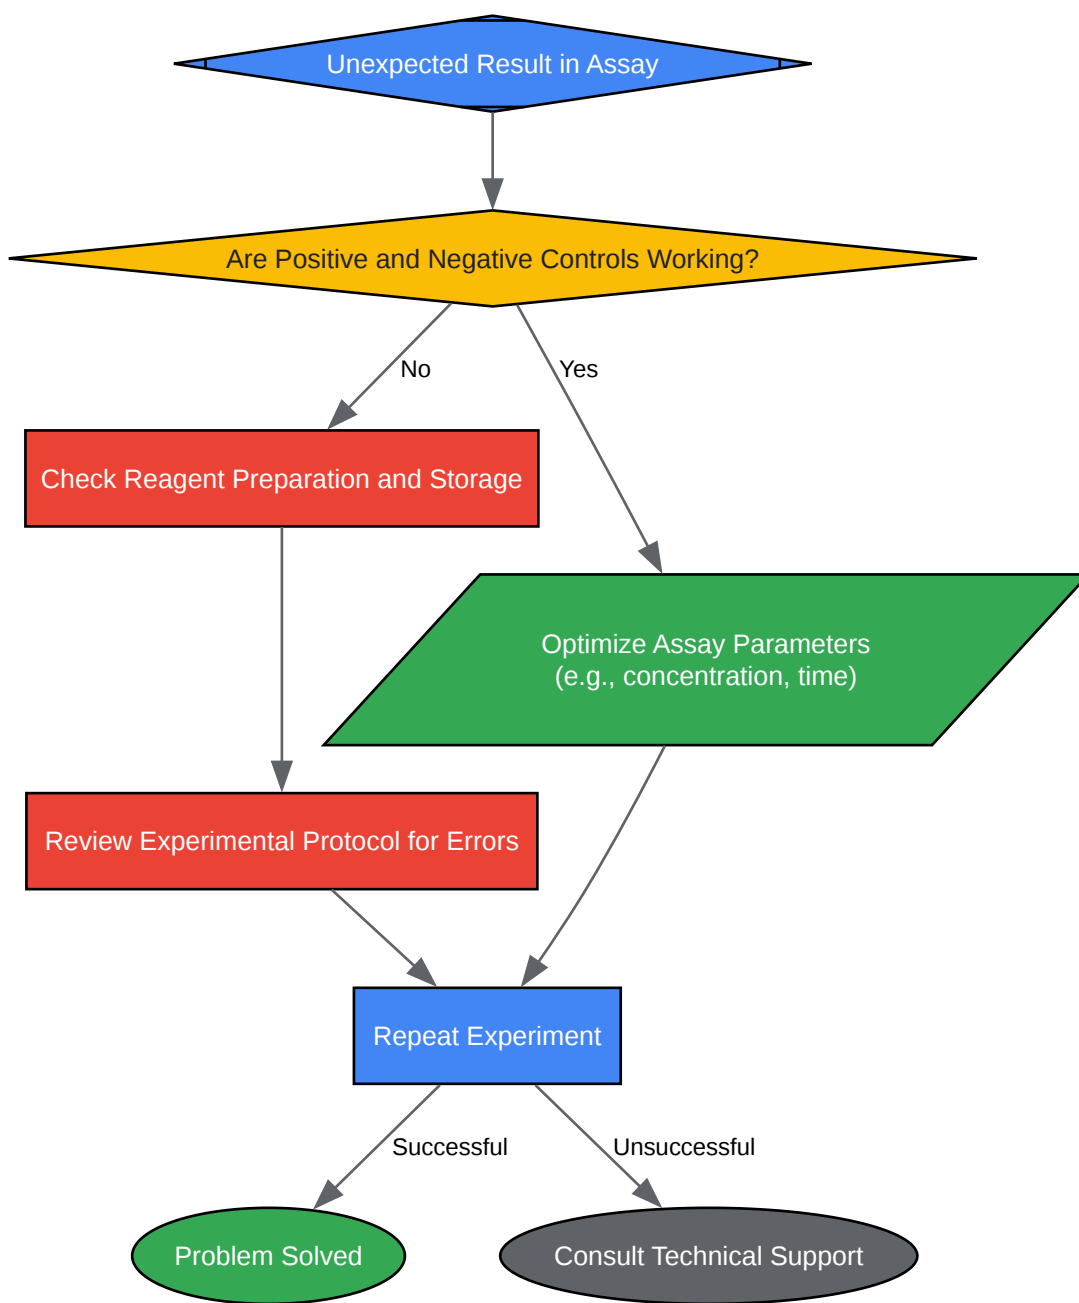 Unexpected Result in Assay
Are Positive and Negative Controls Working?
No
Yes
Check Reagent Preparation and Storage
Optimize Assay Parameters
(e.g., concentration, time)
Review Experimental Protocol for Errors
Repeat Experiment
Successful
Unsuccessful
Problem Solved
Consult Technical Support